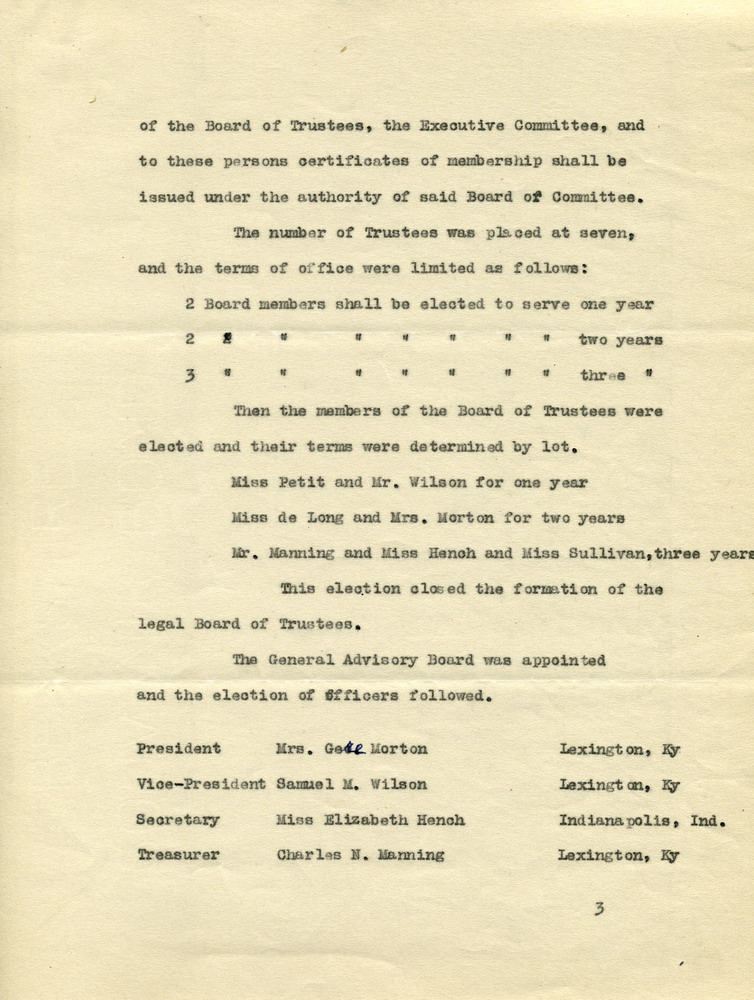 of the Board of Trustees, the Executive Committee, and
to these persons certificates of membership shall be
issued under the authority of said Board of Committee.
The number of Trustees was placed at seven,
and the terms of office were limited as follows:
2 Board members shall be elected to serve one year
2 " " " " " " " two years
3 " " " " " " " three "
Then the members of the Board of Trustees were
elected and their terms were determined by lot.
Miss Petit and Mr. Wilson for one year
Miss de Long and Mrs. Morton for two years
Mr. Manning and Miss Hench and Miss Sullivan,three years
This election closed the formation of the
legal Board of Trustees.
The General Advisory Board was appointed
and the election of officers followed.
President Mrs. Morton Lexington, Ky
Vice-President Samuel M. Wilson Lexington, Ky
Secretary Miss Elizabeth Hench Indianapolis, Ind.
Treasurer Charles N. Manning Lexington, Ky
3